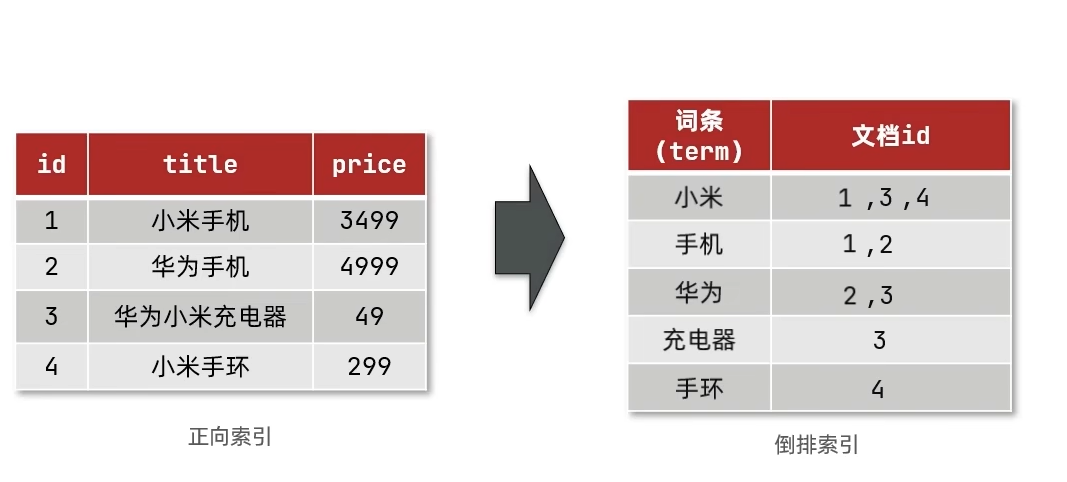 id title price
1 小米手机 3499
2 华为手机 4999
3 华为小米充电器 49
4 小米手环 299
正向索引
词条
(term)
文档id
小米 1 ,3 ,4
手机 1 ,2
华为 2 ,3
充电器 3
手环 4
倒排索引